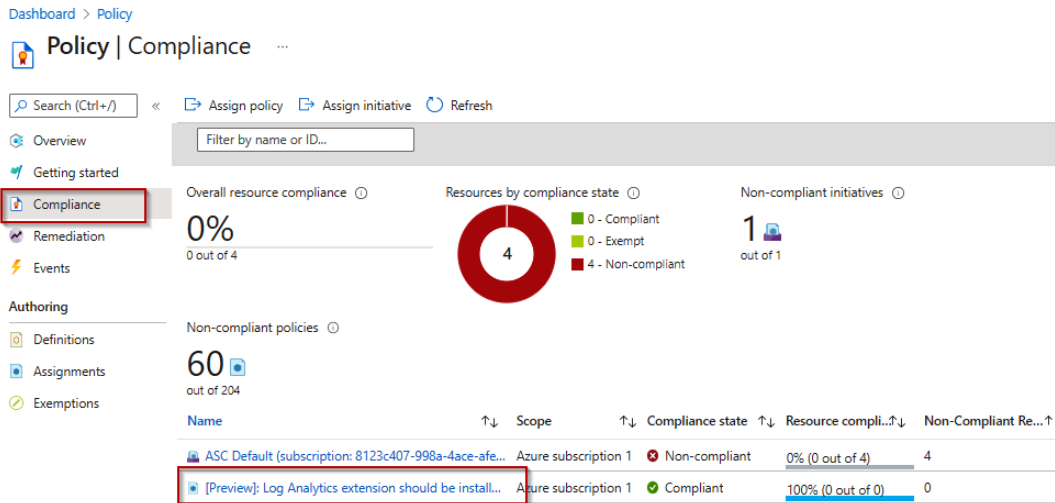 Dashboard > Policy
Policy | Compliance ...
Search (Ctrl+/) «
Overview
Getting started
Compliance
Remediation
Events
Authoring
Definitions
Assignments
Exemptions
Assign policy Assign initiative Refresh
Filter by name or ID...
Overall resource compliance
0%
0 out of 4
Resources by compliance state
4
0 - Compliant
0 - Exempt
4 - Non-compliant
Non-compliant initiatives
1
out of 1
Non-compliant policies
60
out of 204
Name ↑↓ Scope ↑↓ Compliance state ↑↓ Resource compli...↑↓ Non-Compliant Re...↑
ASC Default (subscription: 8123c407-998a-4ace-afe... Azure subscription 1 Non-compliant 0% (0 out of 4) 4
[Preview]: Log Analytics extension should be install... Azure subscription 1 Compliant 100% (0 out of 0) 0